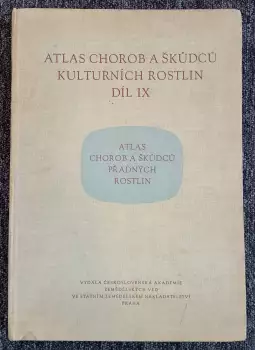 ATLAS CHOROB A ŠKŮDCŮ
KULTURNÍCH ROSTLIN
DÍL IX
ATLAS
CHOROB A ŠKŮDCŮ
PŘADNÝCH
ROSTLIN
VYDALA ČESKOSLOVENSKÁ AKADEMIE
ZEMĚDĚLSKÝCH VĚD
VE STÁTNÍM ZEMĚDĚLSKÉM NAKLADATELSTVÍ
PRAHA